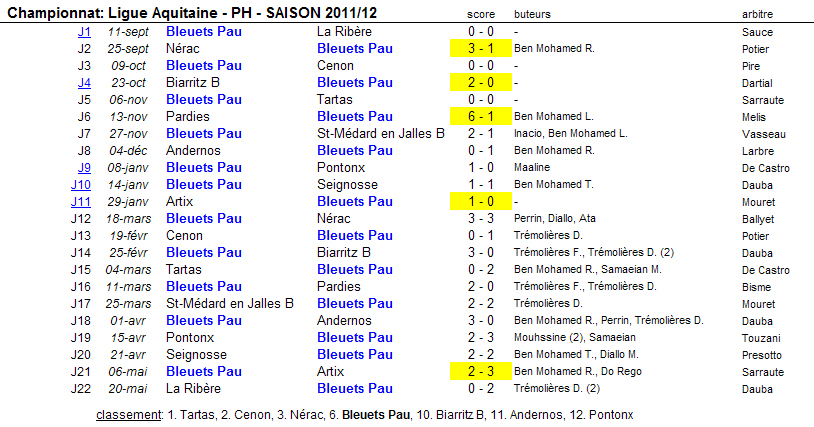 Championnat: Ligue Aquitaine - PH - SAISON 2011/12 score buteurs arbitre
J1 11-sept Bleuets Pau La Ribère 0 - 0 - Sauce
J2 25-sept Nérac Bleuets Pau 3 - 1 Ben Mohamed R. Potier
J3 09-oct Bleuets Pau Cenon 0 - 0 - Pire
J4 23-oct Biarritz B Bleuets Pau 2 - 0 - Dartial
J5 06-nov Bleuets Pau Tartas 0 - 0 - Sarraute
J6 13-nov Pardies Bleuets Pau 6 - 1 Ben Mohamed L. Melis
J7 27-nov Bleuets Pau St-Médard en Jalles B 2 - 1 Inacio, Ben Mohamed L. Vasseau
J8 04-déc Andernos Bleuets Pau 0 - 1 Ben Mohamed R. Larbre
J9 08-janv Bleuets Pau Pontonx 1 - 0 Maaline De Castro
J10 14-janv Bleuets Pau Seignosse 1 - 1 Ben Mohamed T. Dauba
J11 29-janv Artix Bleuets Pau 1 - 0 - Mouret
J12 18-mars Bleuets Pau Nérac 3 - 3 Perrin, Diallo, Ata Ballyet
J13 19-févr Cenon Bleuets Pau 0 - 1 Trémolières D. Potier
J14 25-févr Bleuets Pau Biarritz B 3 - 0 Trémolières F., Trémolières D. (2) Dauba
J15 04-mars Tartas Bleuets Pau 0 - 2 Ben Mohamed R., Samaeian M. De Castro
J16 11-mars Bleuets Pau Pardies 2 - 0 Trémolières F., Trémolières D. Bisme
J17 25-mars St-Médard en Jalles B Bleuets Pau 2 - 2 Trémolières D. Mouret
J18 01-avr Bleuets Pau Andernos 3 - 0 Ben Mohamed R., Perrin, Trémolières D. Dauba
J19 15-avr Pontonx Bleuets Pau 2 - 3 Mouhssine (2), Samaeian Touzani
J20 21-avr Seignosse Bleuets Pau 2 - 2 Ben Mohamed T., Diallo M. Presotto
J21 06-mai Bleuets Pau Artix 2 - 3 Ben Mohamed R., Do Rego Sarraute
J22 20-mai La Ribère Bleuets Pau 0 - 2 Trémolières D. (2) Dauba
classement: 1. Tartas, 2. Cenon, 3. Nérac, 6. Bleuets Pau, 10. Biarritz B, 11. Andernos, 12. Pontonx